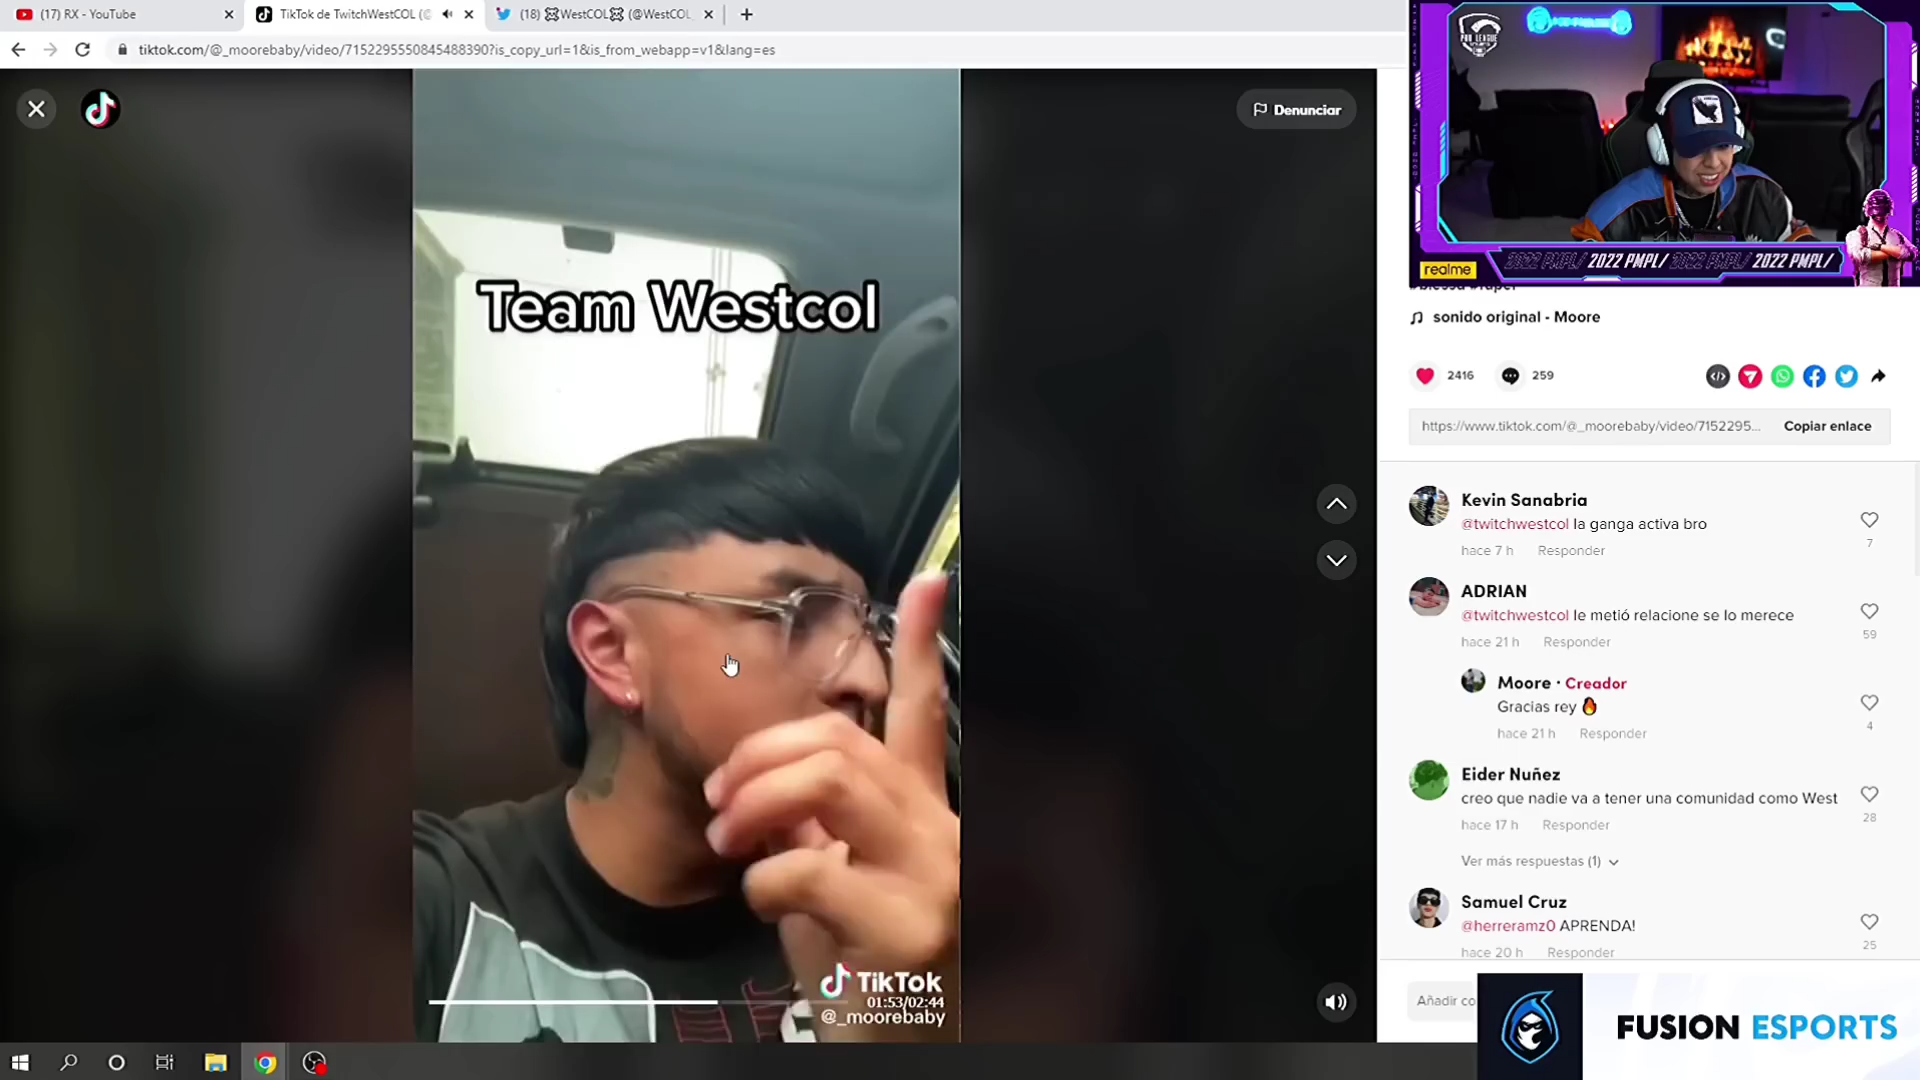 (17) RX - YouTube
TikTok de TwitchWestCOL (@
(18) WestCOL (@WestCOL
tiktok.com/@_moorebaby/video/7152295550845488390?is_copy_url=1&is_from_webapp=v1&lang=es
Denunciar
Team Westcol
TikTok
01:53/02:44
@_moorebaby
PRO LEAGUE
realme
2022 PMPL/ 2022 PMPL/ 2022 PMPL/ 2022 PMPL/
sonido original - Moore
2416
259
https://www.tiktok.com/@_moorebaby/video/7152295...
Copiar enlace
Kevin Sanabria
@twitchwestcol la ganga activa bro
hace 7 h Responder
7
ADRIAN
@twitchwestcol le metió relacione se lo merece
hace 21 h Responder
59
Moore · Creador
Gracias rey
hace 21 h Responder
4
Eider Nuñez
creo que nadie va a tener una comunidad como West
hace 17 h Responder
28
Ver más respuestas (1)
Samuel Cruz
@herreramz0 APRENDA!
hace 20 h Responder
25
Añadir co
FUSION ESPORTS